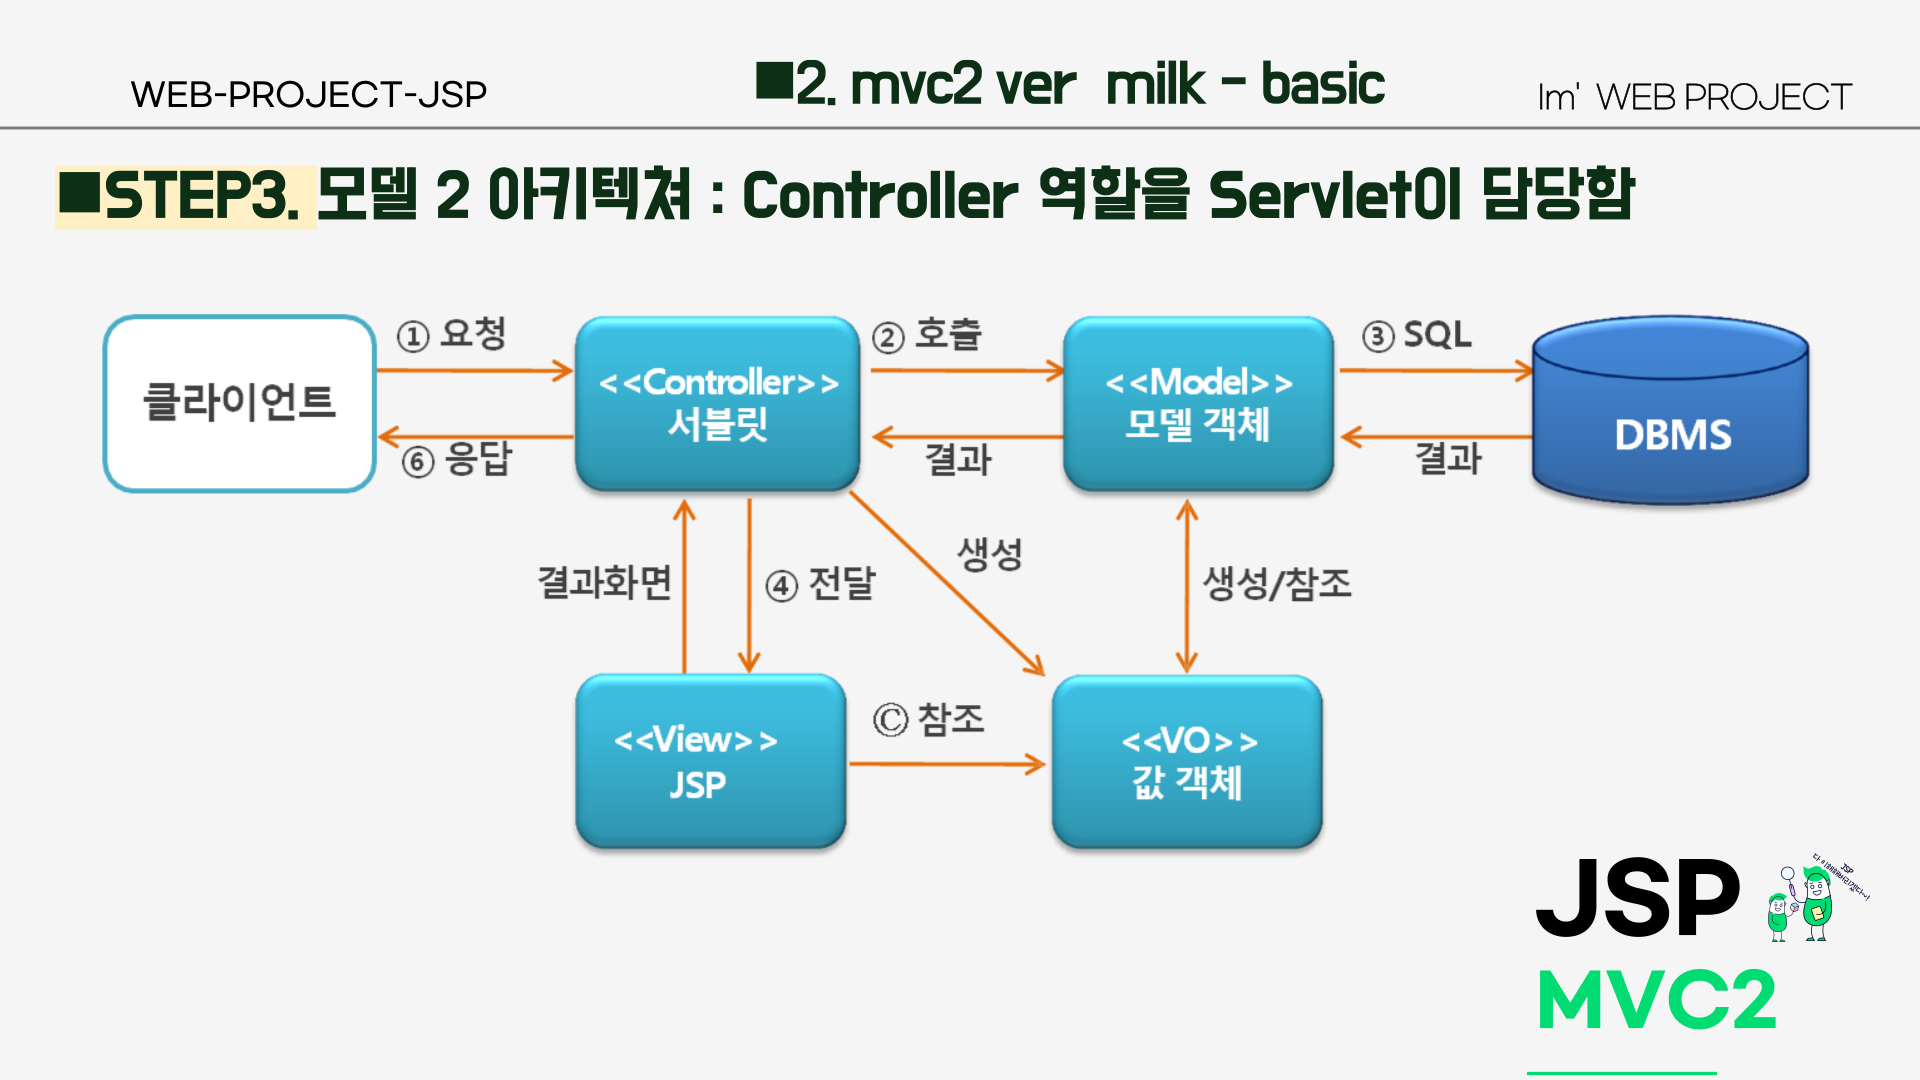 WEB-PROJECT-JSP
■2. mvc2 ver milk - basic
Im' WEB PROJECT
■STEP3. 모델 2 아키텍쳐 : Controller 역할을 Servlet이 담당함
클라이언트
① 요청
⑥ 응답
<<Controller>>
서블릿
② 호출
결과
<<Model>>
모델 객체
③ SQL
결과
DBMS
결과화면
④ 전달
생성
생성/참조
<<View>>
JSP
Ⓒ 참조
<<VO>>
값 객체
JSP
MVC2
JSP